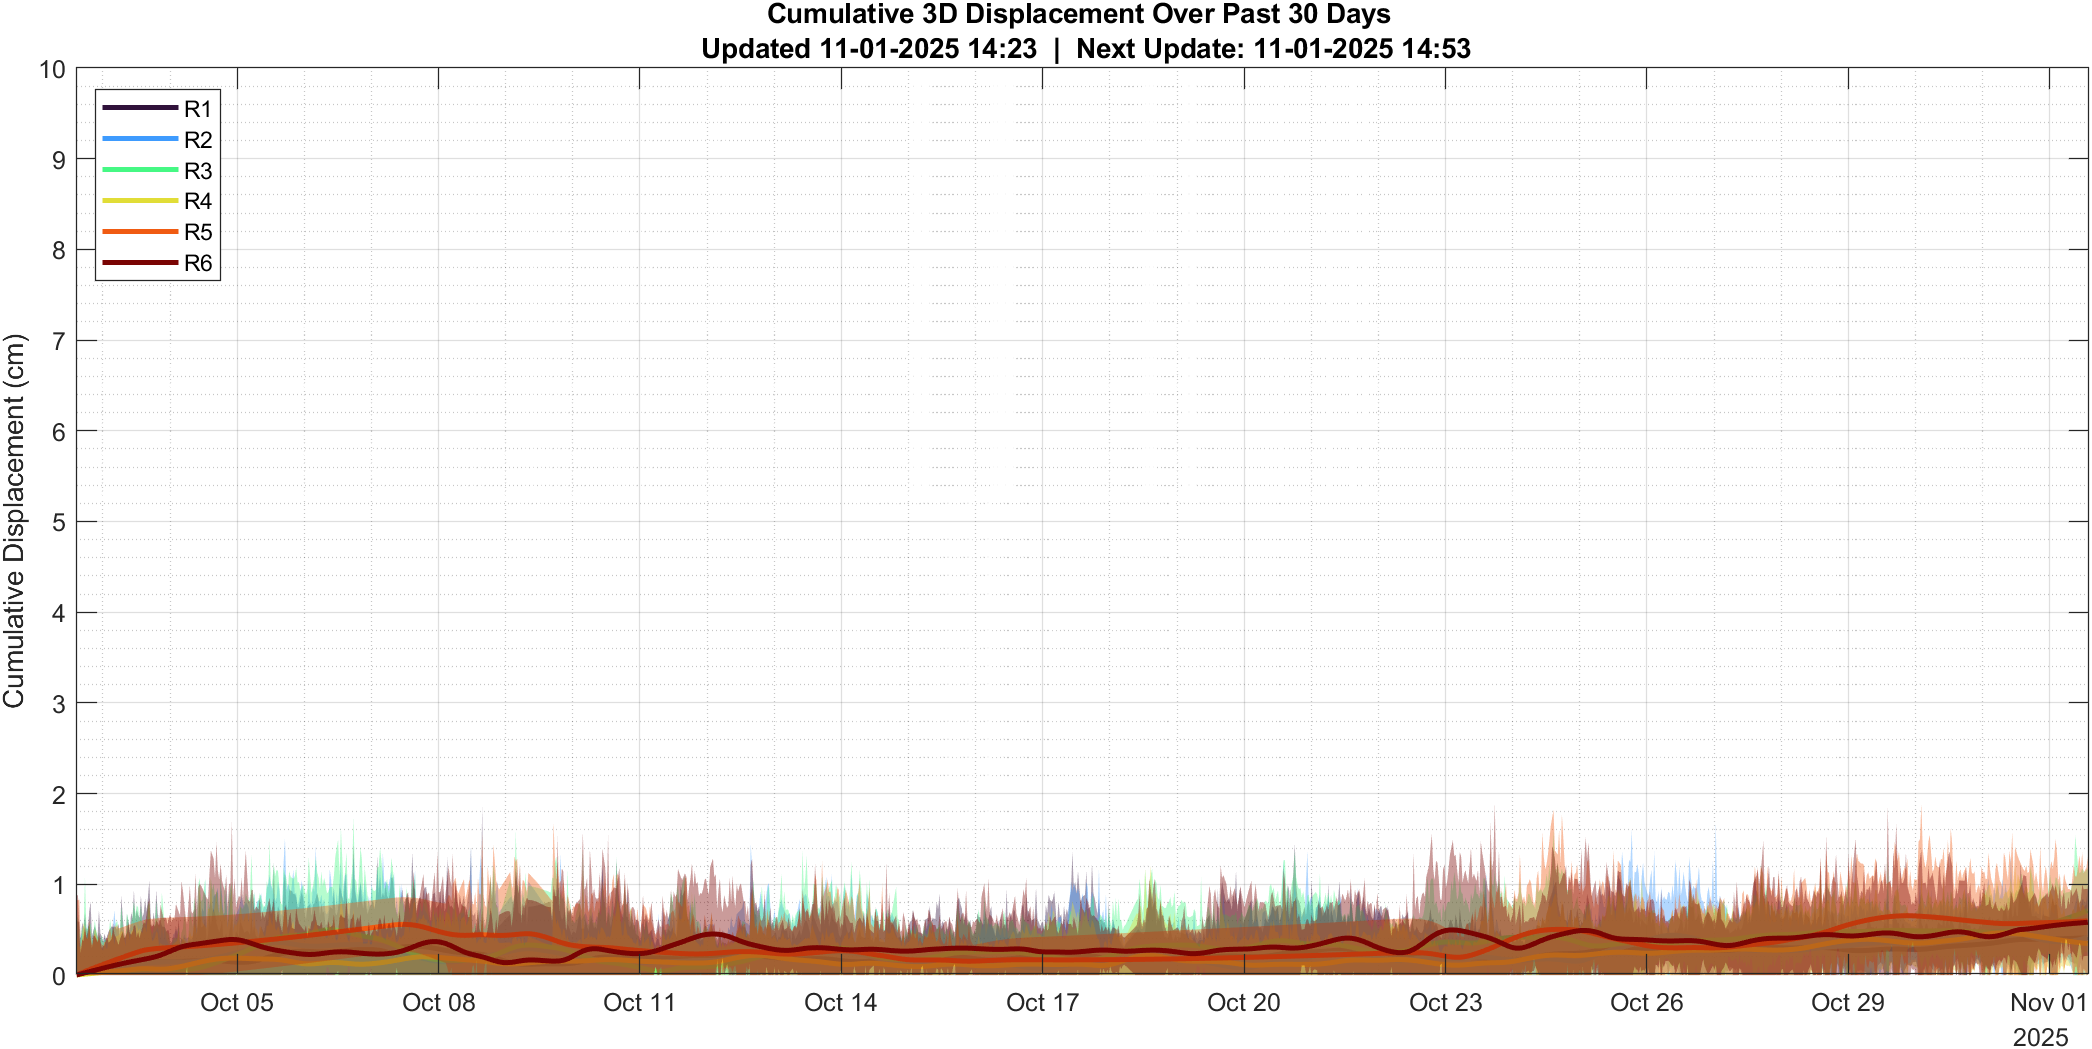 Cumulative 3D Displacement Over Past 30 Days
Updated 11-01-2025 14:23 | Next Update: 11-01-2025 14:53
10
9
8
7
6
5
4
3
2
1
0
Cumulative Displacement (cm)
R1
R2
R3
R4
R5
R6
Oct 05
Oct 08
Oct 11
Oct 14
Oct 17
Oct 20
Oct 23
Oct 26
Oct 29
Nov 01
2025